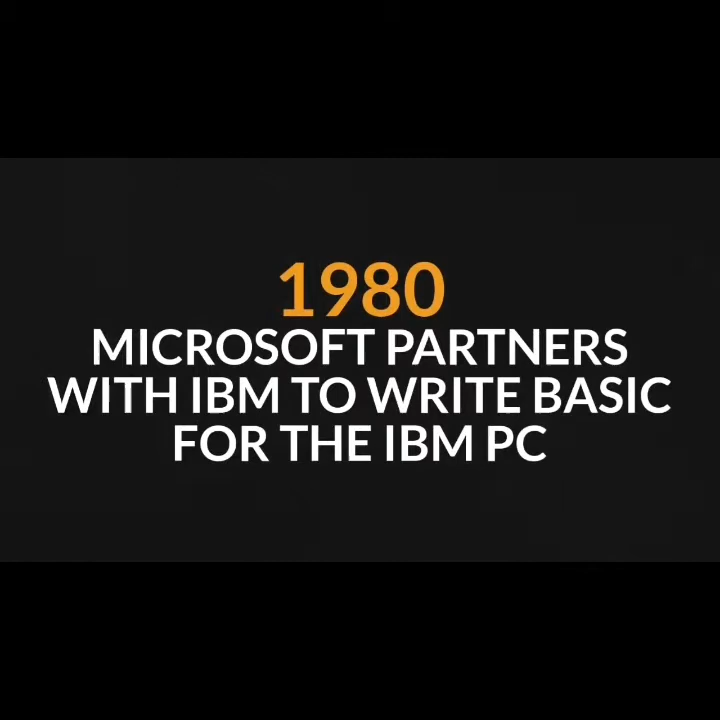 1980
MICROSOFT PARTNERS
WITH IBM TO WRITE BASIC
FOR THE IBM PC